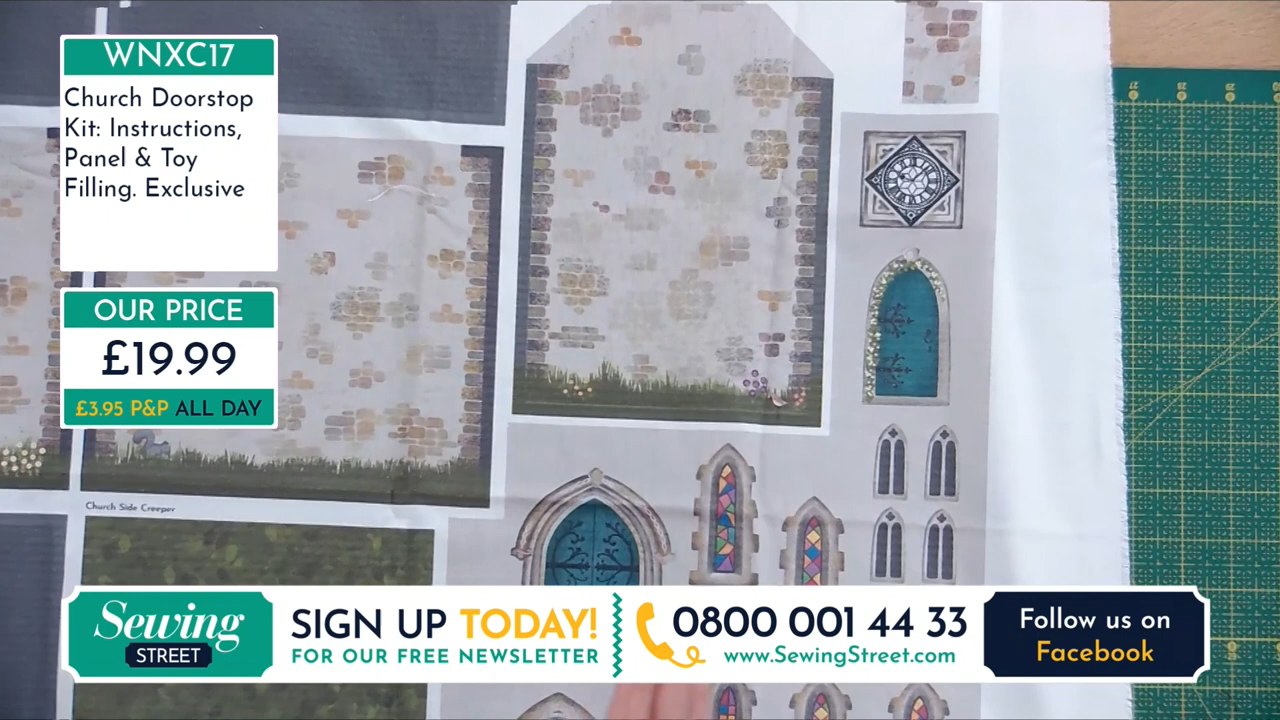 WNXC17
Church Doorstop
Kit: Instructions,
Panel & Toy
Filling. Exclusive
OUR PRICE
£19.99
£3.95 P&P ALL DAY
Church Side Creeper
Sewing
STREET
SIGN UP TODAY!
FOR OUR FREE NEWSLETTER
0800 001 44 33
www.SewingStreet.com
Follow us on
Facebook